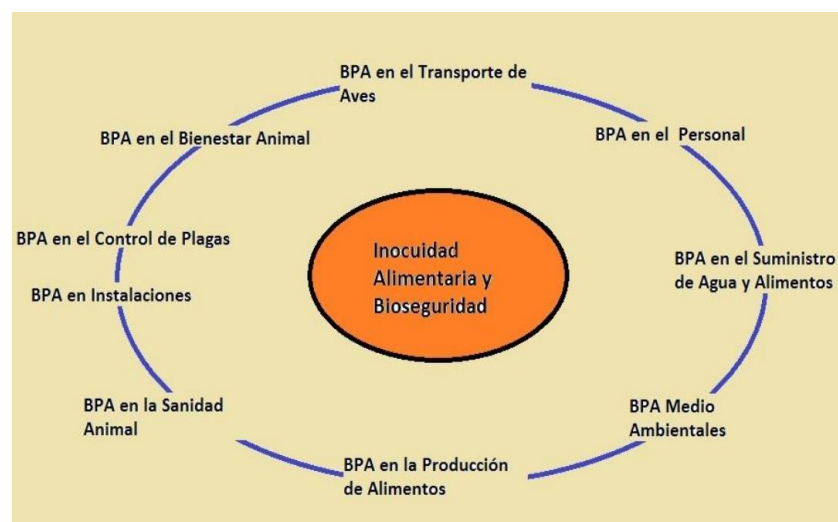 BPA en el Transporte de
Aves
BPA en el Personal
BPA en el Bienestar Animal
BPA en el Control de Plagas
BPA en Instalaciones
Inocuidad
Alimentaria y
Bioseguridad
BPA en el Suministro
de Agua y Alimentos
BPA en la Sanidad
Animal
BPA Medio
Ambientales
BPA en la Producción
de Alimentos